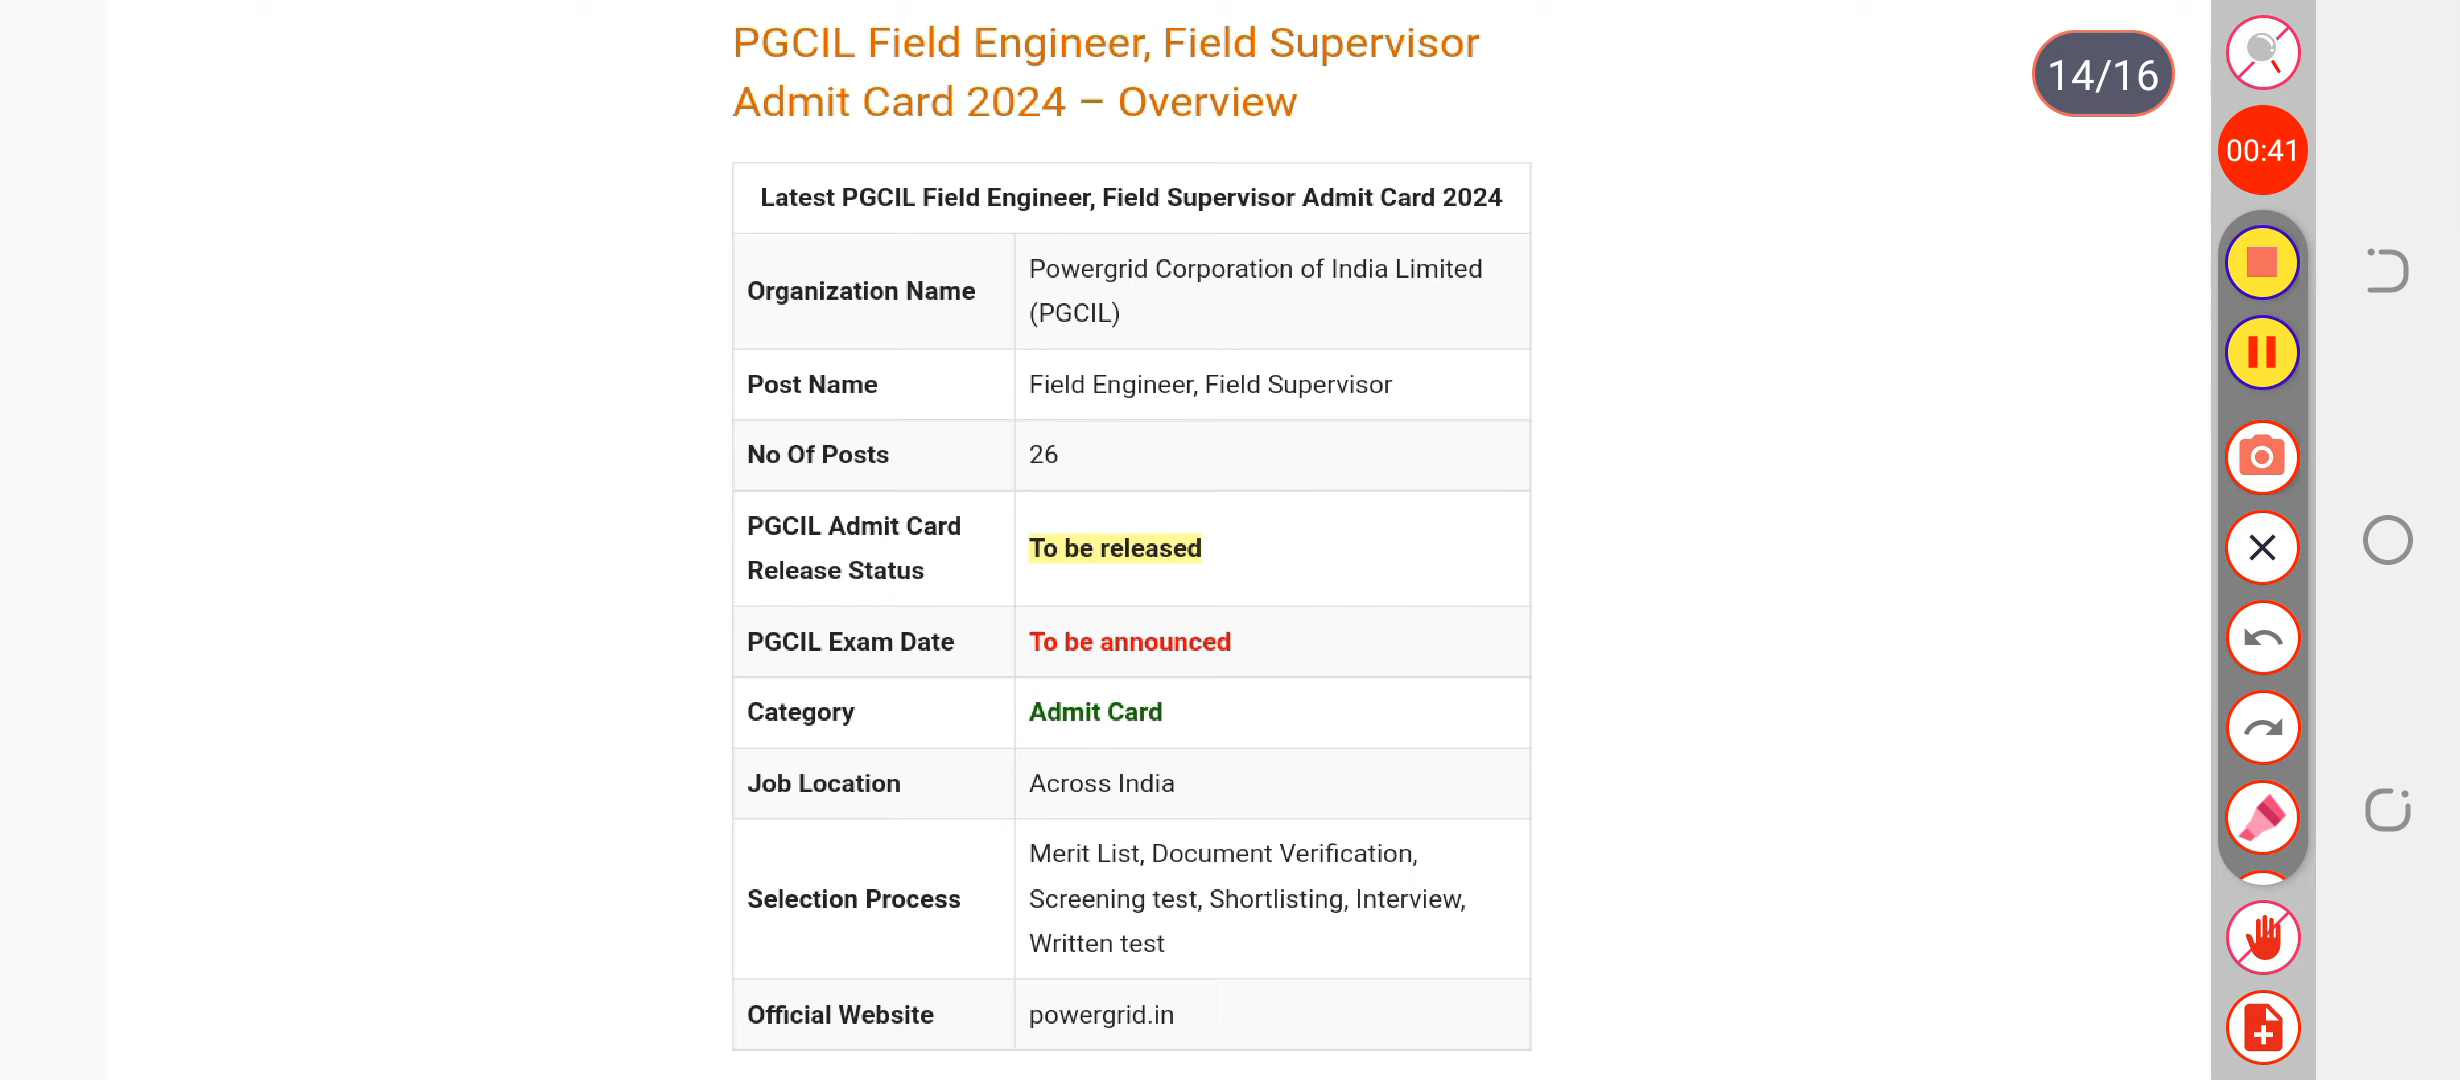 PGCIL Field Engineer, Field Supervisor
Admit Card 2024 – Overview
14/16
00:41
Latest PGCIL Field Engineer, Field Supervisor Admit Card 2024
Organization Name
Powergrid Corporation of India Limited
(PGCIL)
Post Name
Field Engineer, Field Supervisor
No Of Posts
26
PGCIL Admit Card
Release Status
To be released
PGCIL Exam Date
To be announced
Category
Admit Card
Job Location
Across India
Selection Process
Merit List, Document Verification,
Screening test, Shortlisting, Interview,
Written test
Official Website
powergrid.in